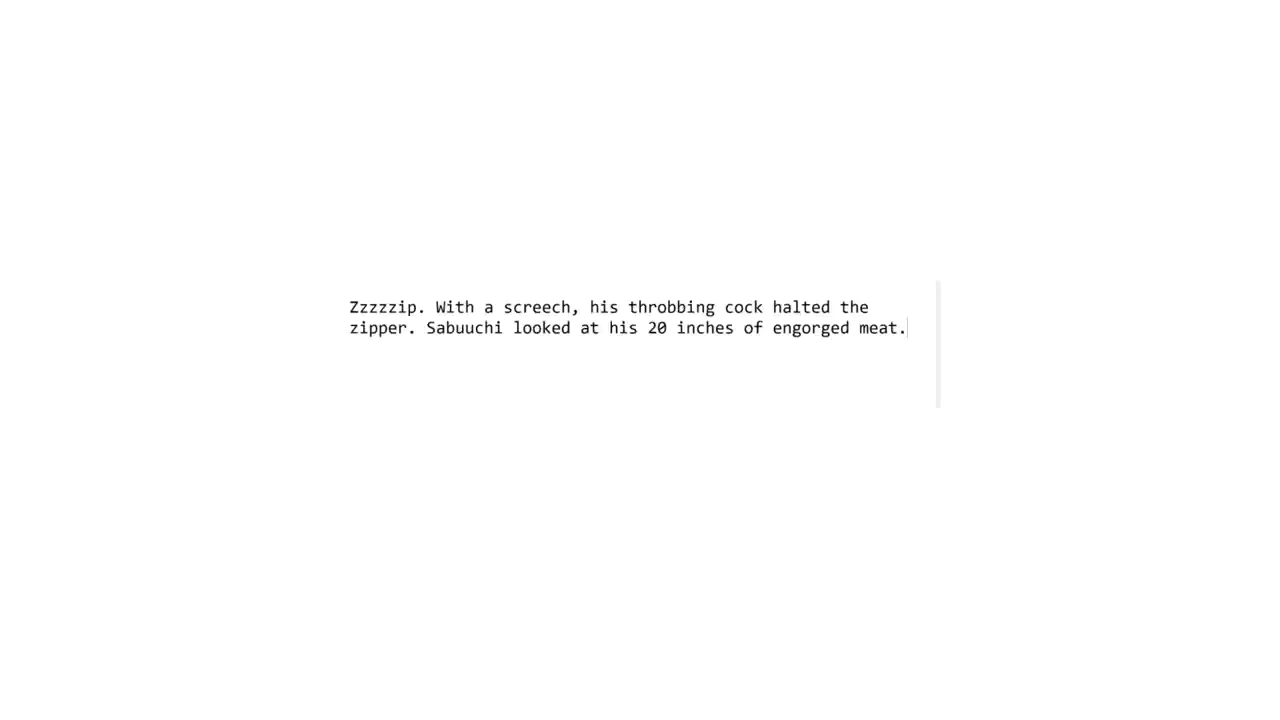 Zzzzzip. With a screech, his throbbing cock halted the
zipper. Sabuuchi looked at his 20 inches of engorged meat.